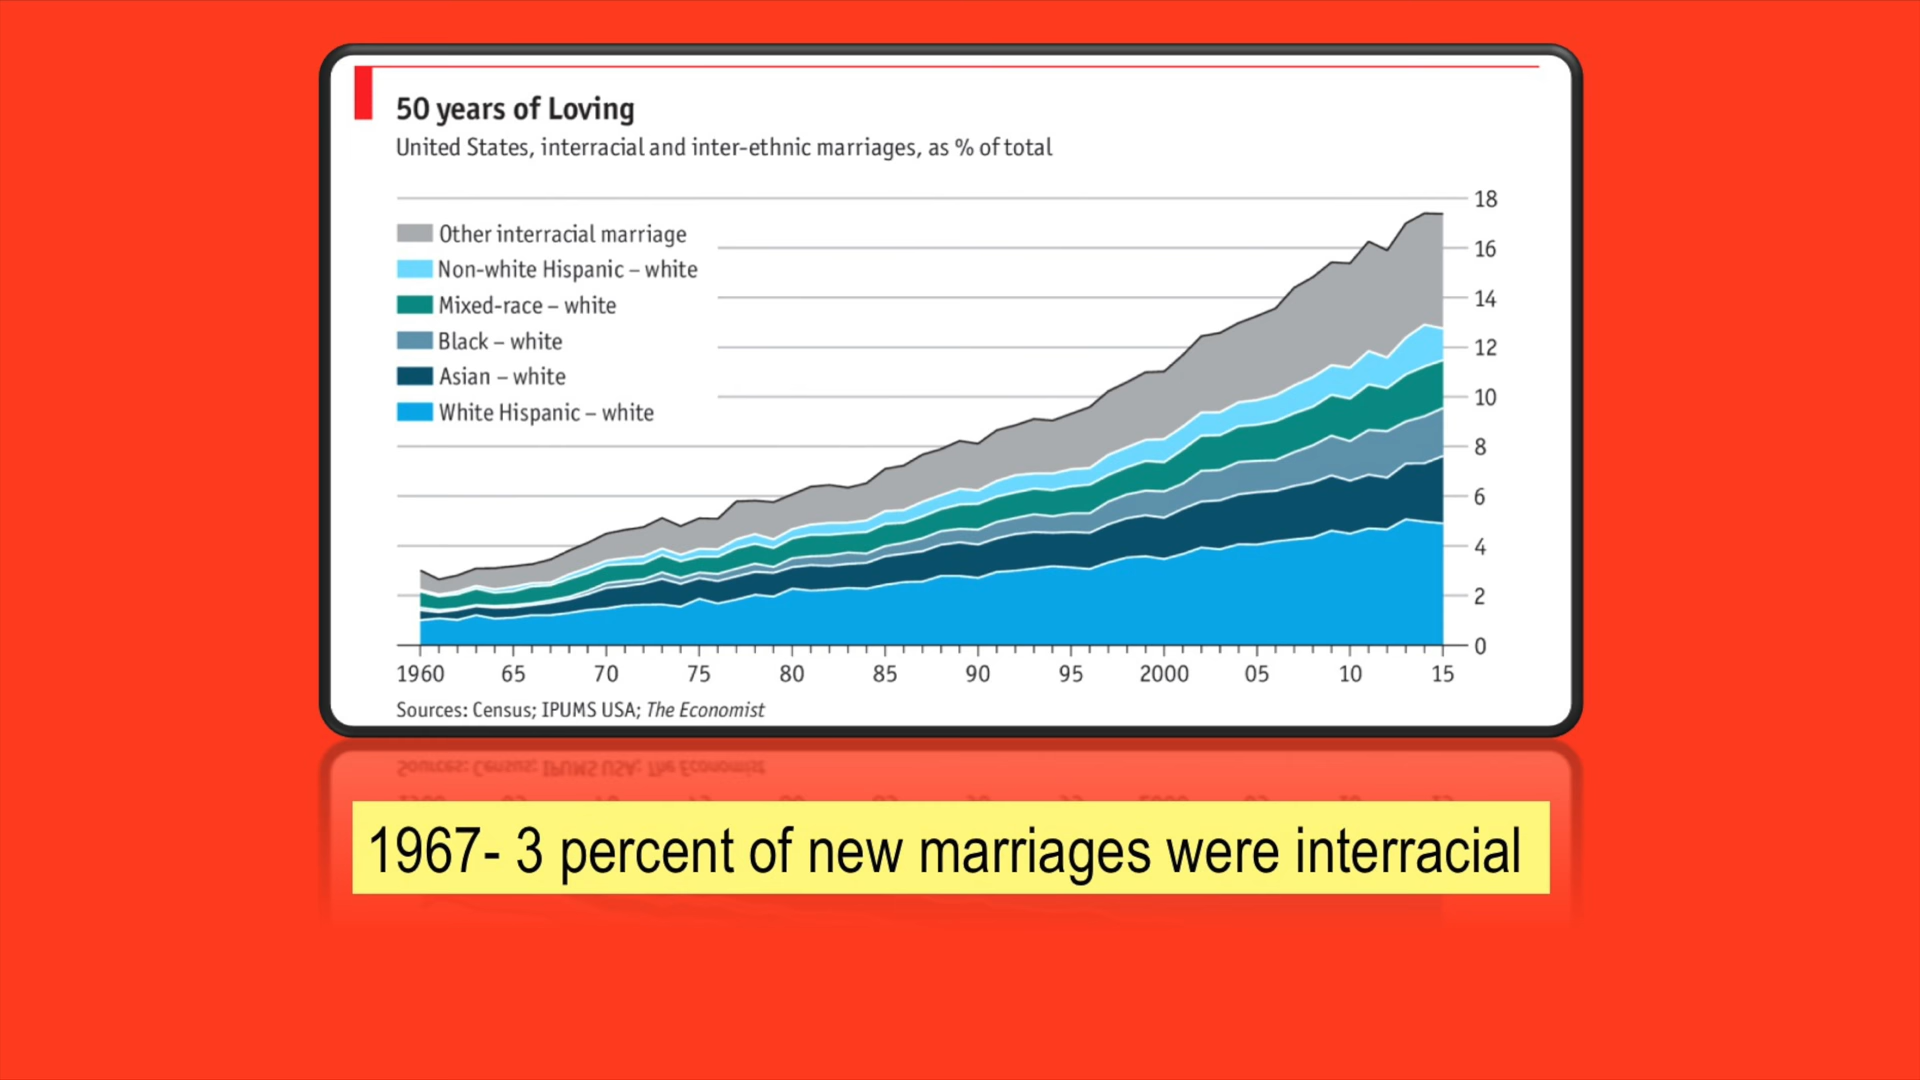 50 years of Loving
United States, interracial and inter-ethnic marriages, as % of total
Other interracial marriage
Non-white Hispanic – white
Mixed-race – white
Black – white
Asian – white
White Hispanic – white
18
16
14
12
10
8
6
4
2
0
1960 65 70 75 80 85 90 95 2000 05 10 15
Sources: Census; IPUMS USA; The Economist
1967- 3 percent of new marriages were interracial